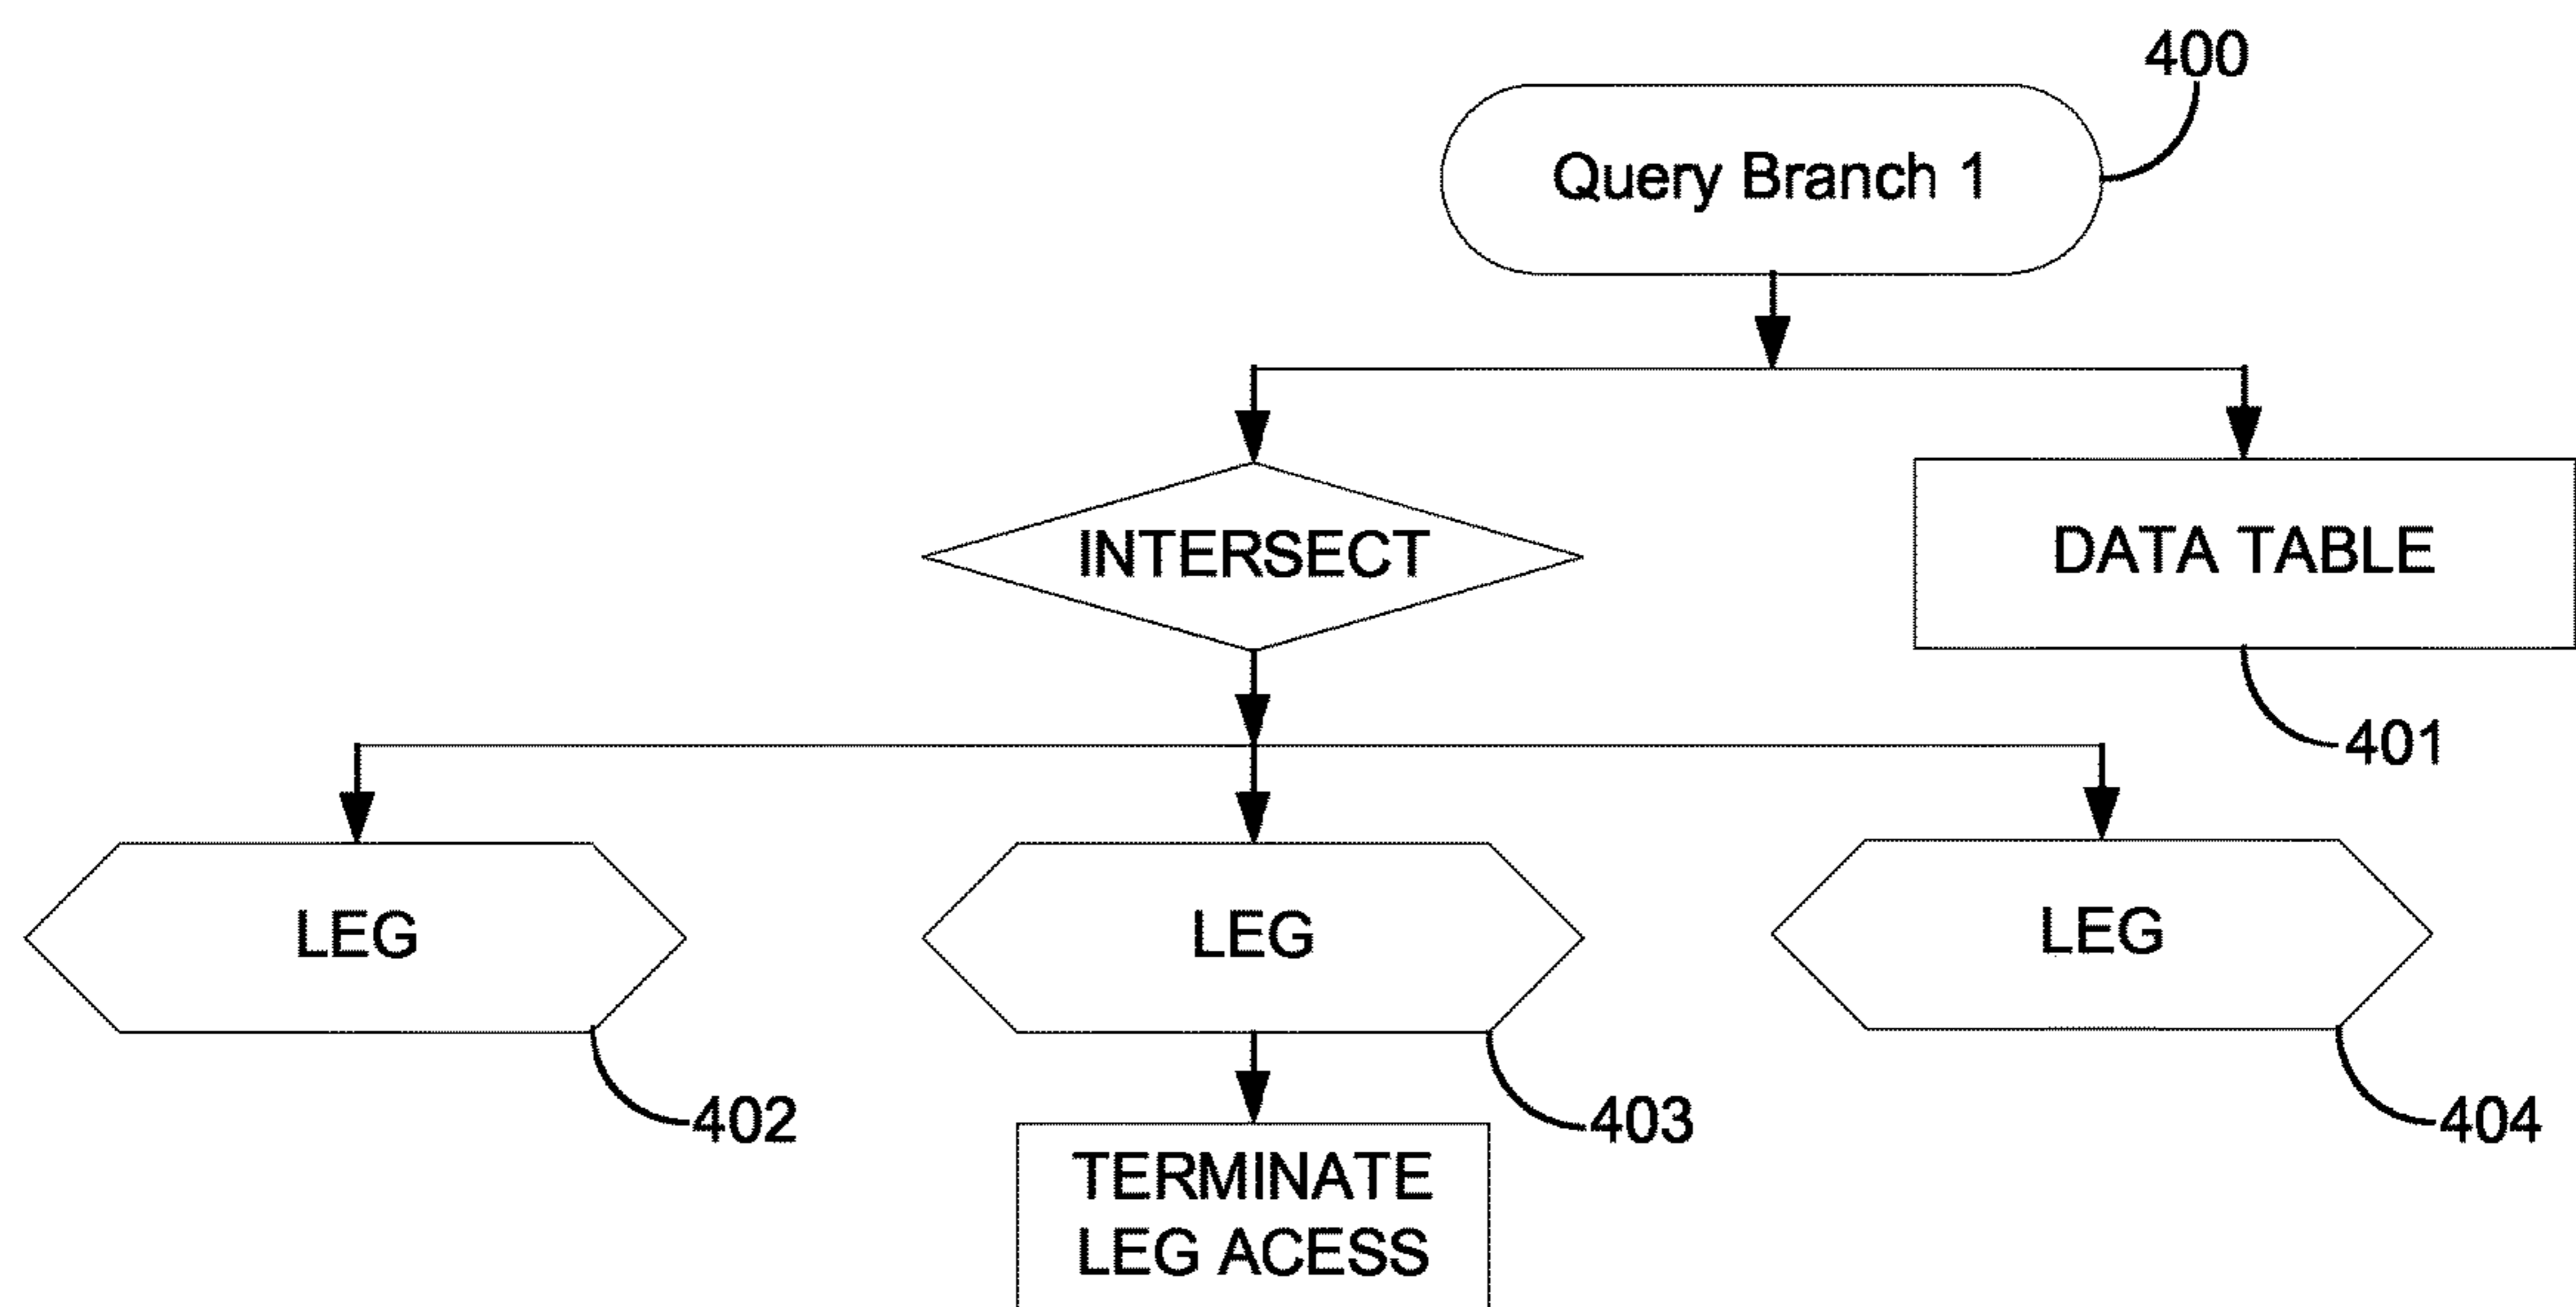 400
Query Branch 1
INTERSECT
DATA TABLE
401
LEG
LEG
LEG
402
403
404
TERMINATE
LEG ACESS